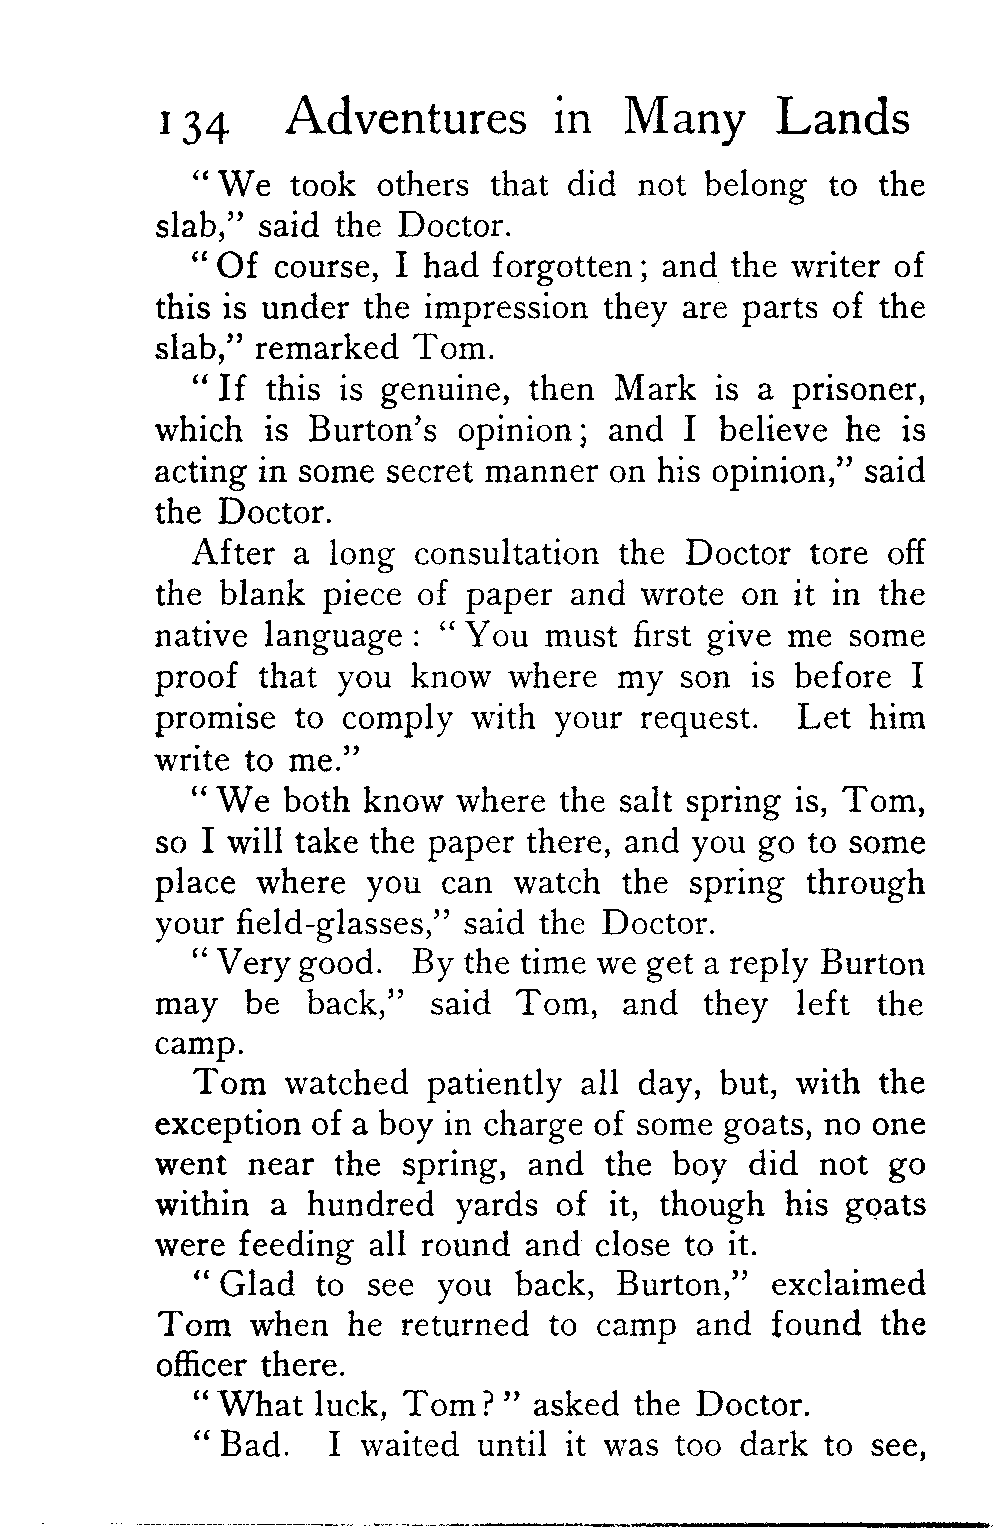 134 Adventures in Many Lands
“We took others that did not belong to the
slab,” said the Doctor.
“Of course, I had forgotten; and the writer of
this is under the impression they are parts of the
slab,” remarked Tom.
“If this is genuine, then Mark is a prisoner,
which is Burton’s opinion; and I believe he is
acting in some secret manner on his opinion,” said
the Doctor.
After a long consultation the Doctor tore off
the blank piece of paper and wrote on it in the
native language: “You must first give me some
proof that you know where my son is before I
promise to comply with your request. Let him
write to me.”
“We both know where the salt spring is, Tom,
so I will take the paper there, and you go to some
place where you can watch the spring through
your field-glasses,” said the Doctor.
“Very good. By the time we get a reply Burton
may be back,” said Tom, and they left the
camp.
Tom watched patiently all day, but, with the
exception of a boy in charge of some goats, no one
went near the spring, and the boy did not go
within a hundred yards of it, though his goats
were feeding all round and close to it.
“Glad to see you back, Burton,” exclaimed
Tom when he returned to camp and found the
officer there.
“What luck, Tom?” asked the Doctor.
“Bad. I waited until it was too dark to see,